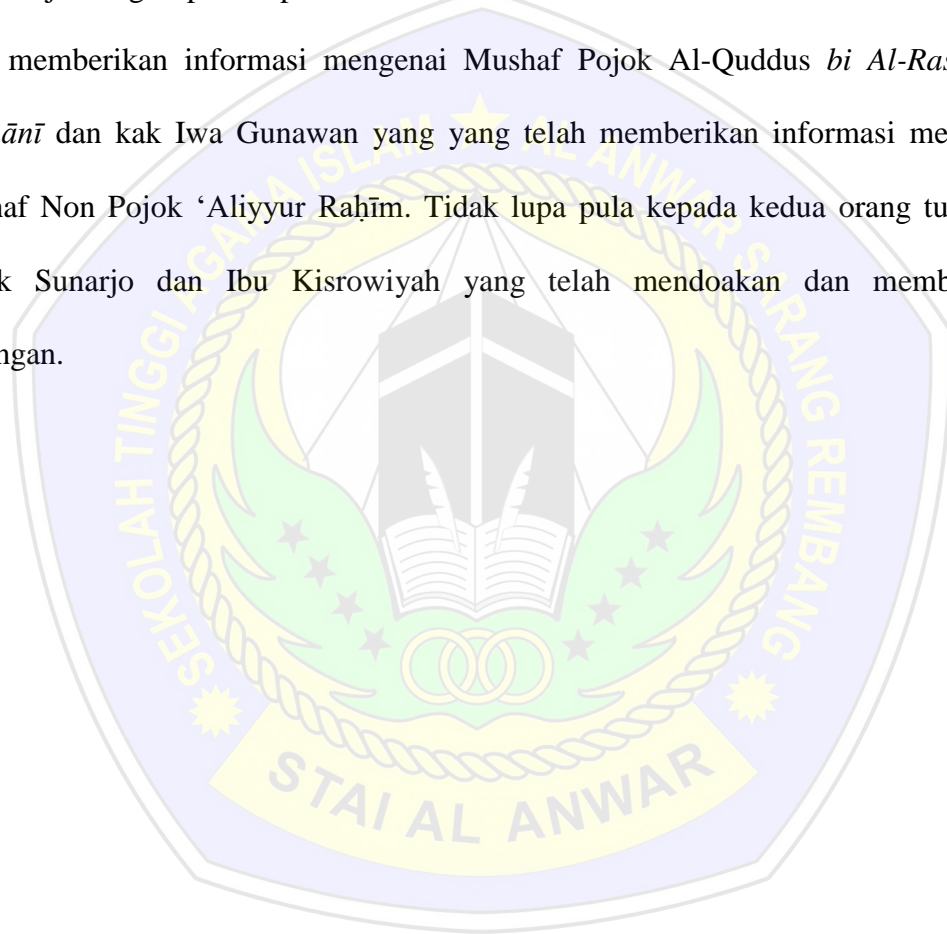 memberikan informasi mengenai Mushaf Pojok Al-Quddus bi Al-Ras
ānī dan kak Iwa Gunawan yang yang telah memberikan informasi me
af Non Pojok ‘Aliyyur Raḥīm. Tidak lupa pula kepada kedua orang tu
k Sunarjo dan Ibu Kisrowiyah yang telah mendoakan dan memb
ngan.
SEKOLAH TINGGI AGAMA ISLAM AL ANWAR SARANG REMBANG
STAI AL ANWAR